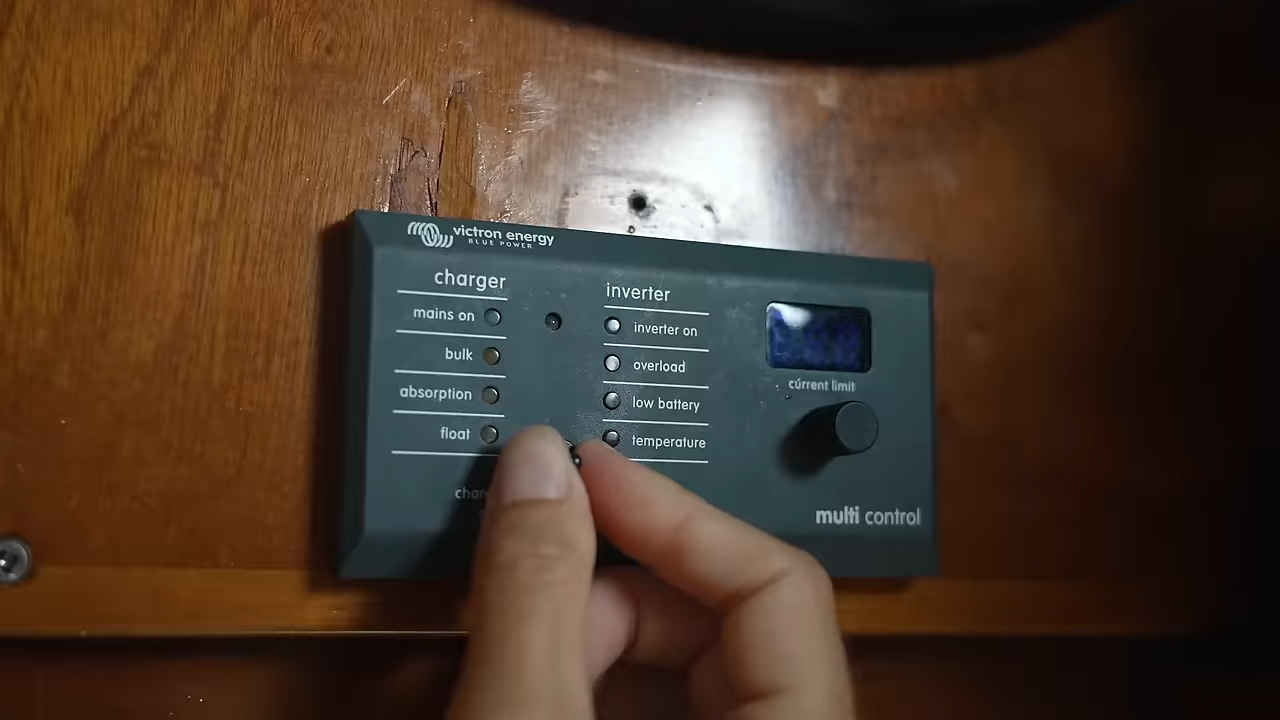 victron energy
BLUE POWER
charger
mains on
bulk
absorption
float
inverter
inverter on
overload
low battery
temperature
current limit
multi control